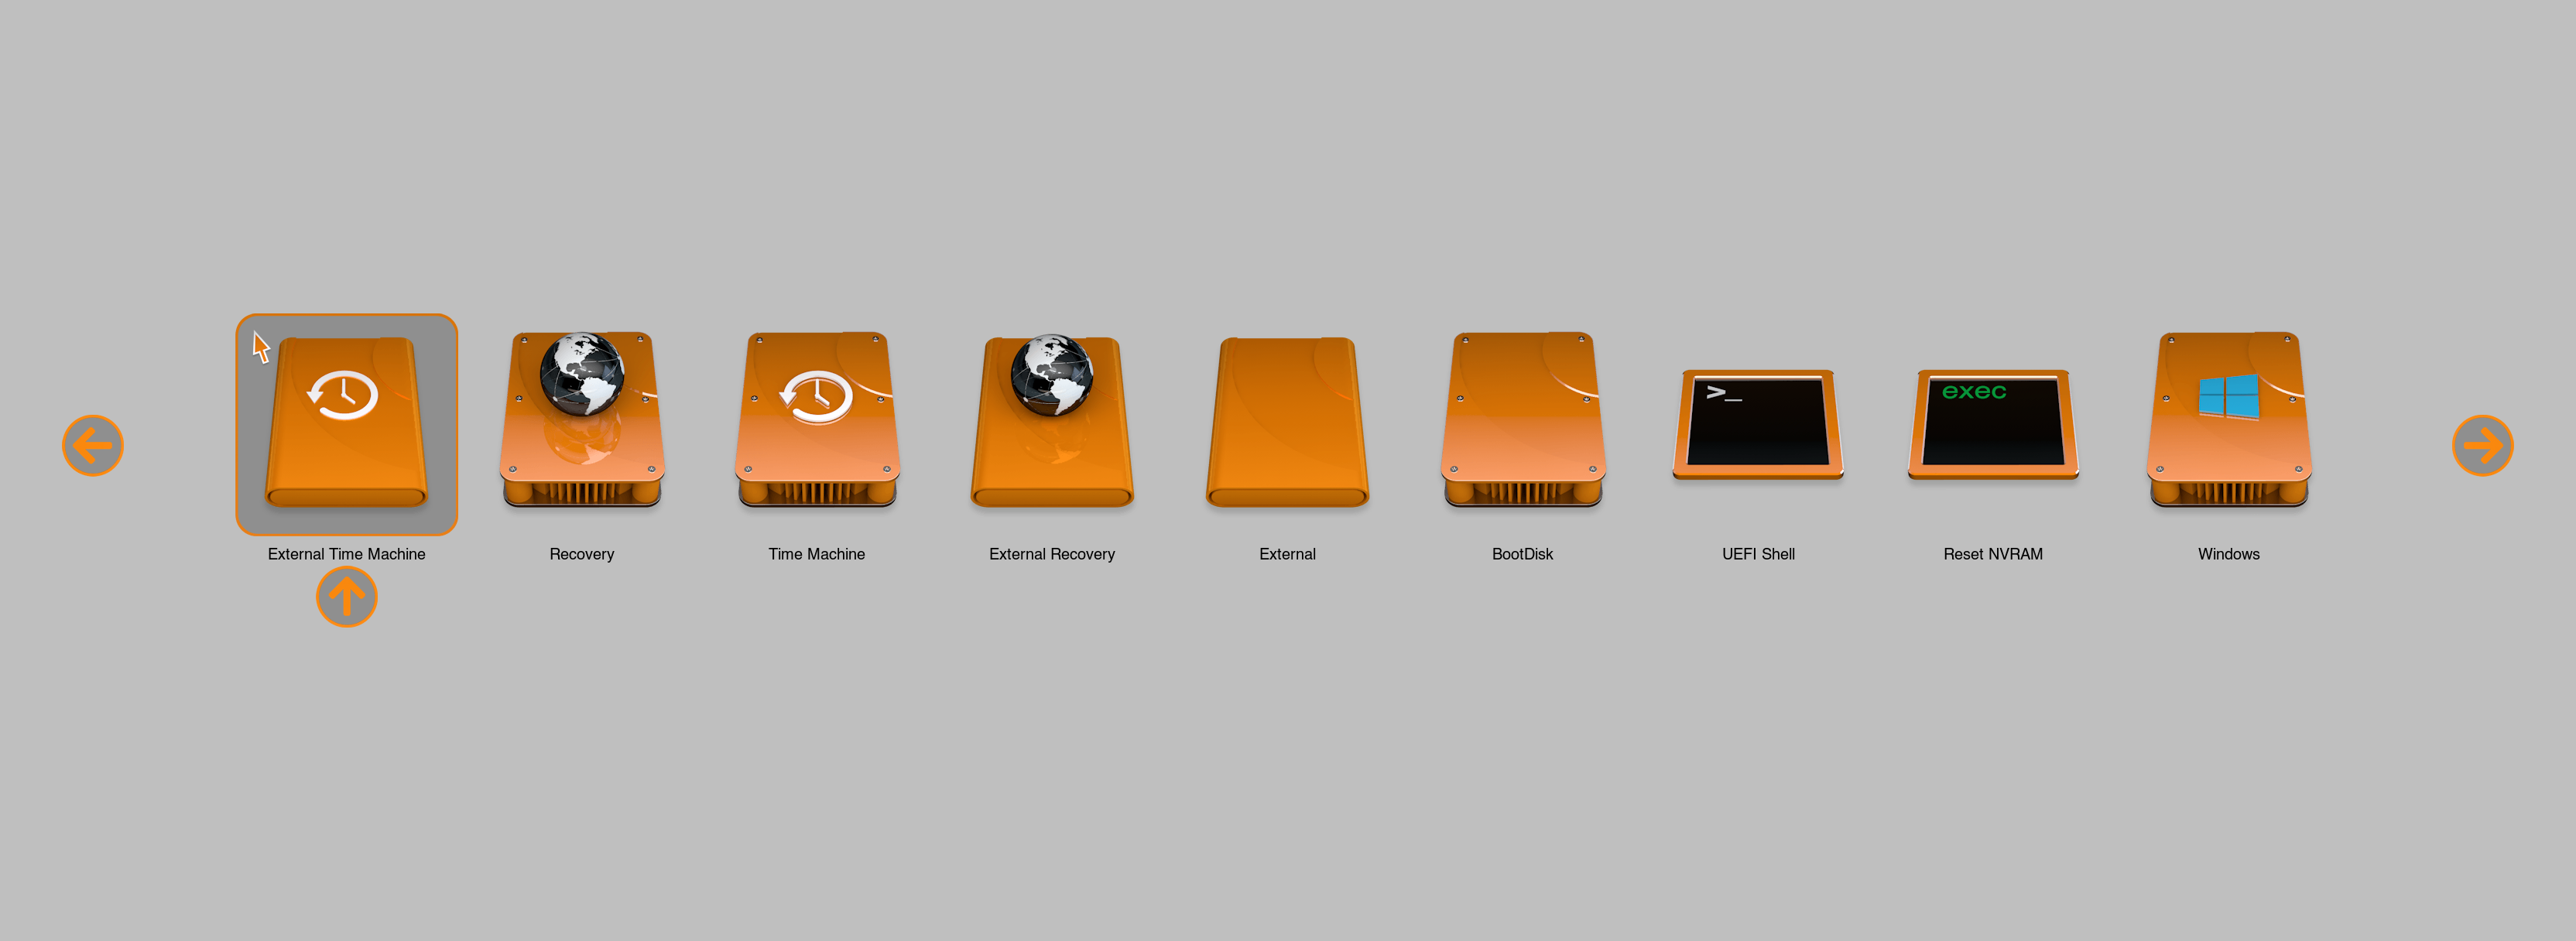 >_
exec
External Time Machine
Recovery
Time Machine
External Recovery
External
BootDisk
UEFI Shell
Reset NVRAM
Windows